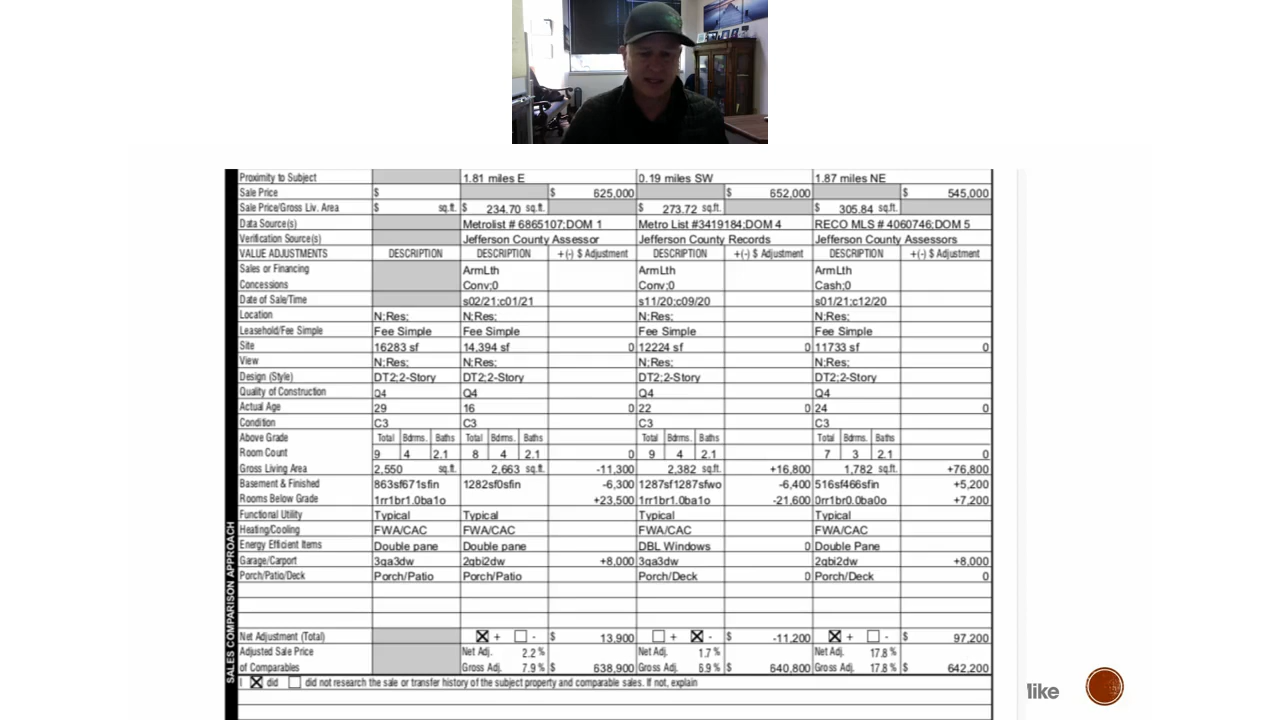 Proximity to Subject 1.81 miles E 0.19 miles SW 1.87 miles NE
Sale Price $ $ 625,000 $ 652,000 $ 545,000
Sale Price/Gross Liv. Area $ sq.ft. $ 234.70 sq.ft. $ 273.72 sq.ft. $ 305.84 sq.ft.
Data Source(s) Metrolist # 6865107;DOM 1 Metro List #3419184;DOM 4 RECO MLS # 4060746;DOM 5
Verification Source(s) Jefferson County Assessor Jefferson County Records Jefferson County Assessors
VALUE ADJUSTMENTS DESCRIPTION DESCRIPTION +(-) $ Adjustment DESCRIPTION +(-) $ Adjustment DESCRIPTION +(-) $ Adjustment
Sales or Financing ArmLth ArmLth ArmLth
Concessions Conv;0 Conv;0 Cash;0
Date of Sale/Time s02/21;c01/21 s11/20;c09/20 s01/21;c12/20
Location N;Res; N;Res; N;Res; N;Res;
Leasehold/Fee Simple Fee Simple Fee Simple Fee Simple Fee Simple
Site 16283 sf 14,394 sf 0 12224 sf 0 11733 sf 0
View N;Res; N;Res; N;Res; N;Res;
Design (Style) DT2;2-Story DT2;2-Story DT2;2-Story DT2;2-Story
Quality of Construction Q4 Q4 Q4 Q4
Actual Age 29 16 0 22 0 24 0
Condition C3 C3 C3 C3
Above Grade Total Bdrms. Baths Total Bdrms. Baths Total Bdrms. Baths Total Bdrms. Baths
Room Count 9 4 2.1 8 4 2.1 0 9 4 2.1 7 3 2.1 0
Gross Living Area 2,550 sq.ft. 2,663 sq.ft. -11,300 2,382 sq.ft. +16,800 1,782 sq.ft. +76,800
Basement & Finished 863sf671sfin 1282sf0sfin -6,300 1287sf1287sfwo -6,400 516sf466sfin +5,200
Rooms Below Grade 1rr1br1.0ba1o +23,500 1rr1br1.0ba1o -21,600 0rr1br0.0ba0o +7,200
Functional Utility Typical Typical Typical Typical
Heating/Cooling FWA/CAC FWA/CAC FWA/CAC FWA/CAC
Energy Efficient Items Double pane Double pane DBL Windows 0 Double Pane
Garage/Carport 3ga3dw 2gbi2dw +8,000 3ga3dw 2gbi2dw +8,000
Porch/Patio/Deck Porch/Patio Porch/Patio Porch/Deck 0 Porch/Deck 0
Net Adjustment (Total) + - $ 13,900 + - $ -11,200 + - $ 97,200
Adjusted Sale Price Net Adj. 2.2 % Net Adj. 1.7 % Net Adj. 17.8 %
of Comparables Gross Adj. 7.9 % $ 638,900 Gross Adj. 6.9 % $ 640,800 Gross Adj. 17.8 % $ 642,200
I did did not research the sale or transfer history of the subject property and comparable sales. If not, explain
SALES COMPARISON APPROACH
Mike